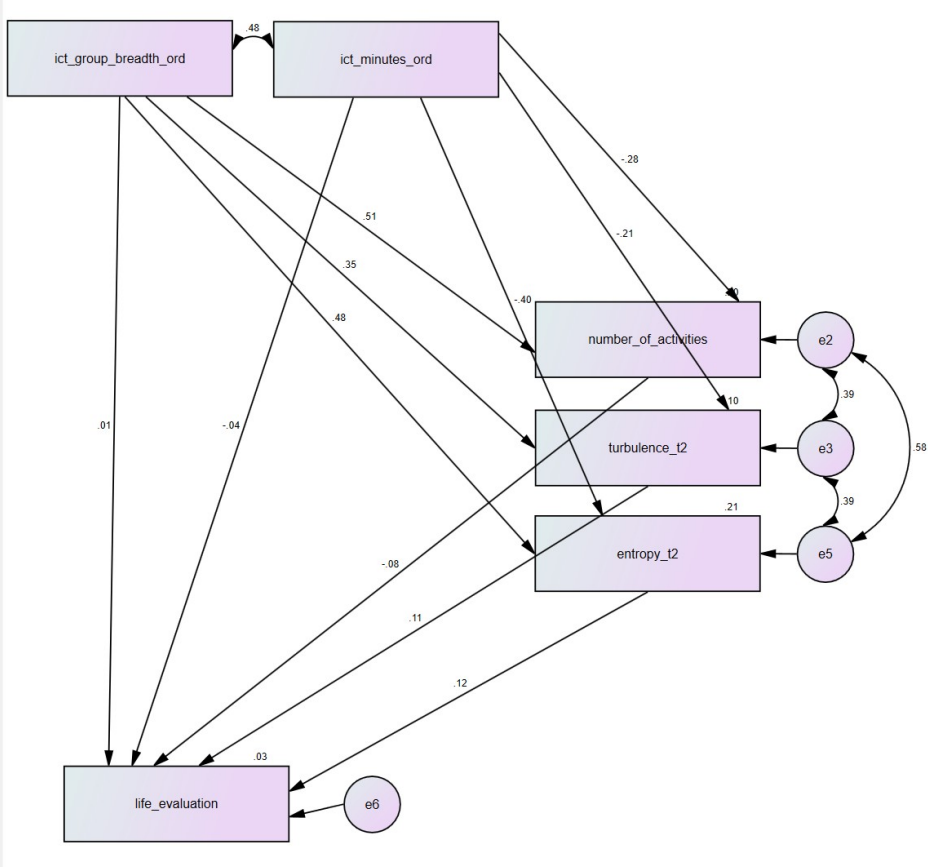 .48
ict_group_breadth_ord
ict_minutes_ord
-.28
.51
-.21
.35
-.40
.48
number_of_activities
e2
.39
.10
turbulence_t2
e3
.58
.01
-.04
.39
.21
entropy_t2
e5
-.08
.11
.12
.03
life_evaluation
e6